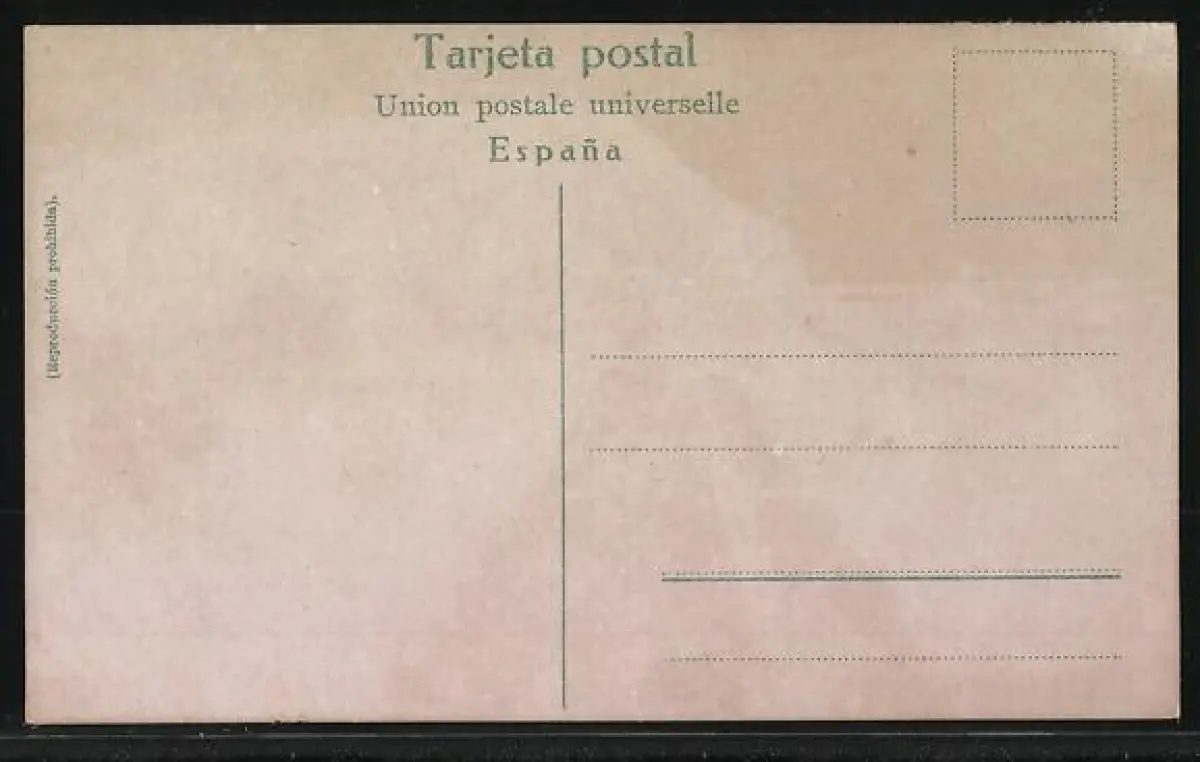 Tarjeta postal
Union postale universelle
España
(Reproducción prohibida).